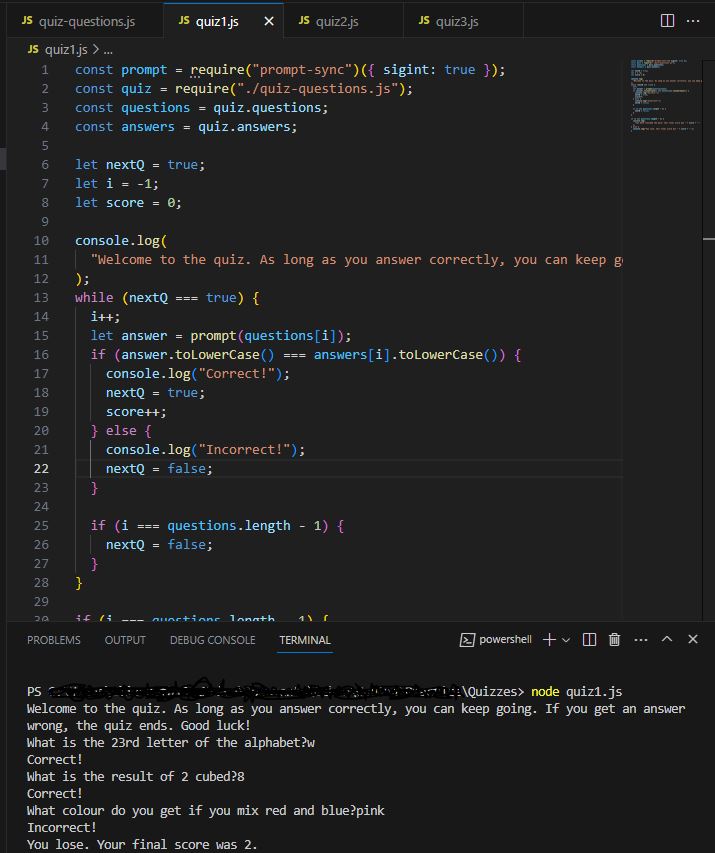 JS quiz-questions.js JS quiz1.js JS quiz2.js JS quiz3.js
JS quiz1.js > ...
1 const prompt = require("prompt-sync")({ sigint: true });
2 const quiz = require("./quiz-questions.js");
3 const questions = quiz.questions;
4 const answers = quiz.answers;
5
6 let nextQ = true;
7 let i = -1;
8 let score = 0;
9
10 console.log(
11 "Welcome to the quiz. As long as you answer correctly, you can keep g
12 );
13 while (nextQ === true) {
14 i++;
15 let answer = prompt(questions[i]);
16 if (answer.toLowerCase() === answers[i].toLowerCase()) {
17 console.log("Correct!");
18 nextQ = true;
19 score++;
20 } else {
21 console.log("Incorrect!");
22 nextQ = false;
23 }
24
25 if (i === questions.length - 1) {
26 nextQ = false;
27 }
28 }
29
30 if (i === questions.length - 1) {
PROBLEMS OUTPUT DEBUG CONSOLE TERMINAL powershell
PS \Quizzes> node quiz1.js
Welcome to the quiz. As long as you answer correctly, you can keep going. If you get an answer
wrong, the quiz ends. Good luck!
What is the 23rd letter of the alphabet?w
Correct!
What is the result of 2 cubed?8
Correct!
What colour do you get if you mix red and blue?pink
Incorrect!
You lose. Your final score was 2.